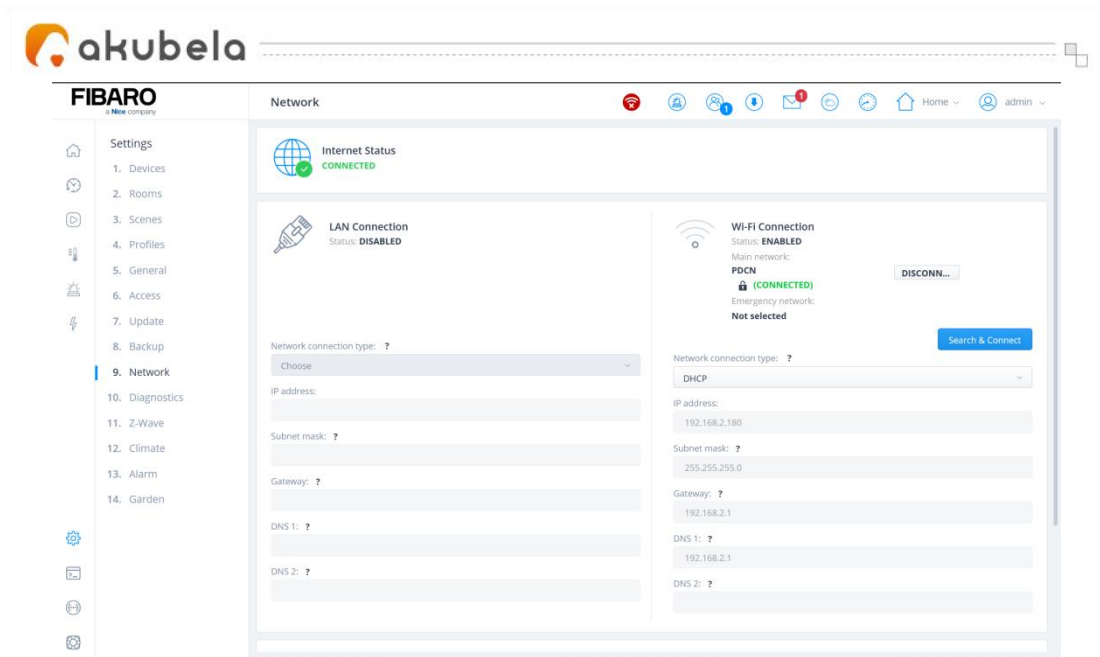 akubela
FIBARO
a Nice company
Network
1
1
Home
admin
Settings
1. Devices
2. Rooms
3. Scenes
4. Profiles
5. General
6. Access
7. Update
8. Backup
9. Network
10. Diagnostics
11. Z-Wave
12. Climate
13. Alarm
14. Garden
Internet Status
CONNECTED
LAN Connection
Status: DISABLED
Network connection type: ?
Choose
IP address:
Subnet mask: ?
Gateway: ?
DNS 1: ?
DNS 2: ?
Wi-Fi Connection
Status: ENABLED
Main network:
PDCN
(CONNECTED)
DISCONN...
Emergency network:
Not selected
Search & Connect
Network connection type: ?
DHCP
IP address:
192.168.2.180
Subnet mask: ?
255.255.255.0
Gateway: ?
192.168.2.1
DNS 1: ?
192.168.2.1
DNS 2: ?